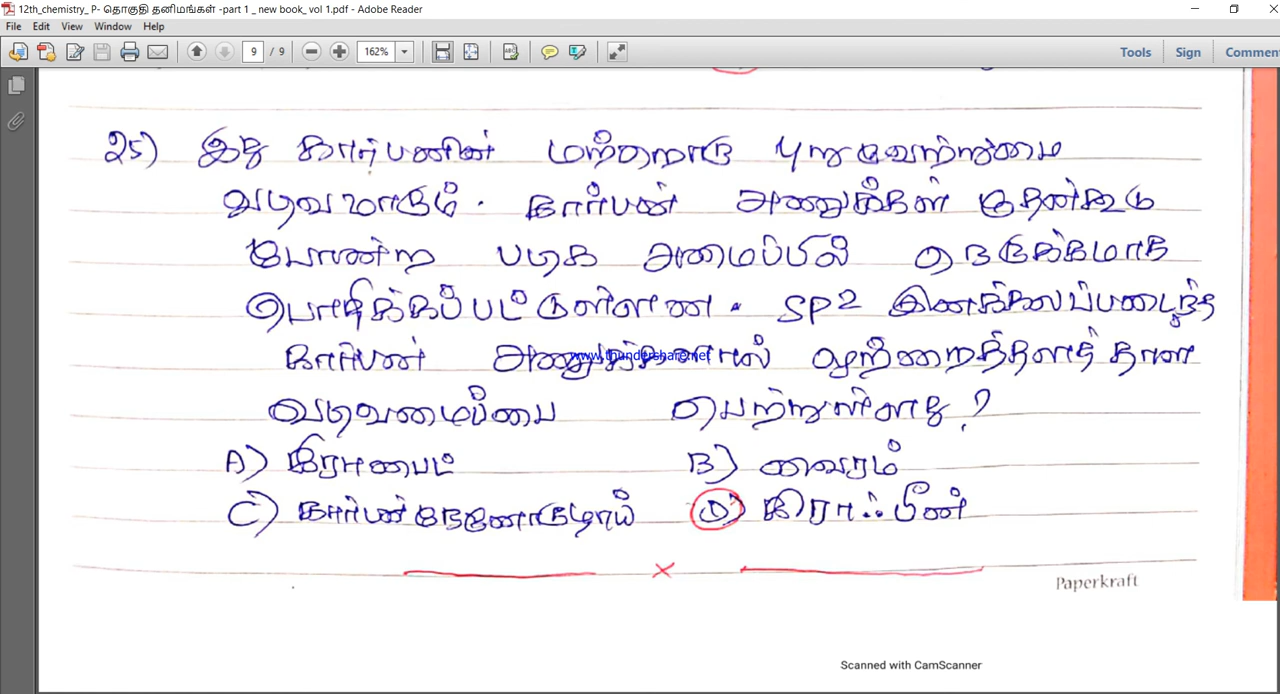 12th_chemistry_ P- தொகுதி தனிமங்கள் -part 1 _ new book_ vol 1.pdf - Adobe Reader
File Edit View Window Help
9 / 9 162% Tools Sign Comment
25) இது கார்பனின் மற்றொரு புறவேற்றுமை
வடிவமாகும். கார்பன் அணுக்கள் தேன்கூடு
போன்ற படிக அமைப்பில் நெருக்கமாக
பொதிக்கப்பட்டுள்ளன. SP2 இனக்கலப்படைந்த
www.thundershare.net
கார்பன் அணுக்களால் ஒற்றைத்தளத் தாள
வடிவமைப்பை பெற்றுள்ளது?
A) கிராபைட் B) வைரம்
C) கார்பன் நேனோகுழாய் D) கிராஃபீன்
x
Paperkraft
Scanned with CamScanner